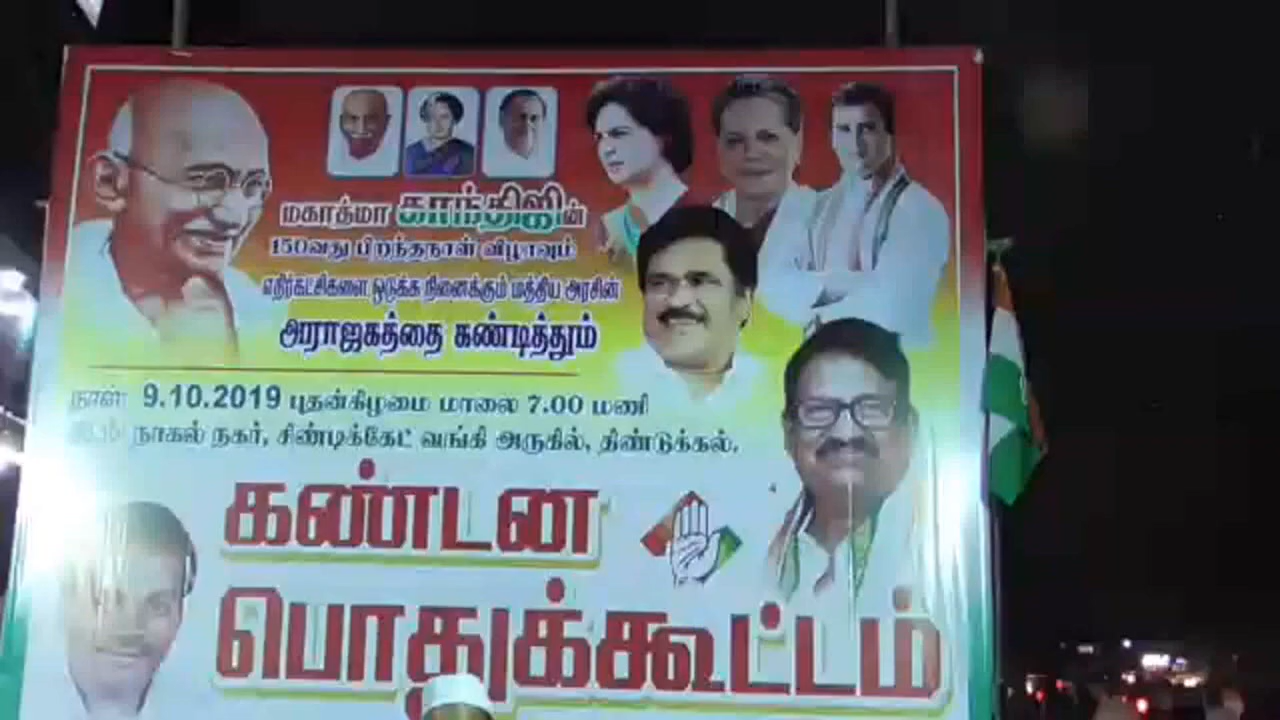 மகாத்மா காந்திஜியின்
150வது பிறந்தநாள் விழாவும்
எதிர்கட்சிகளை ஒடுக்க நினைக்கும் மத்திய அரசின்
அராஜகத்தை கண்டித்தும்
நாள்: 9.10.2019 புதன்கிழமை மாலை 7.00 மணி
நாகல் நகர், சிண்டிக்கேட் வங்கி அருகில், திண்டுக்கல்.
கண்டன
பொதுக்கூட்டம்